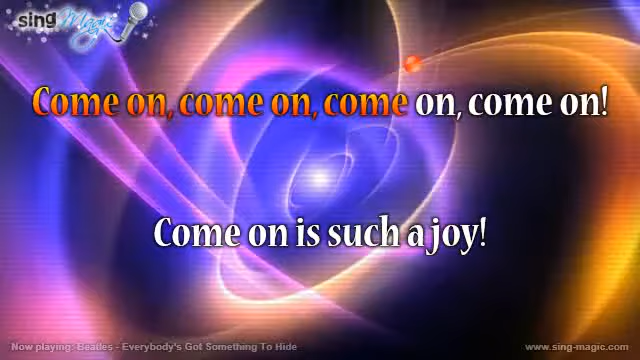 sing Magic
Come on, come on, come on, come on!
Come on is such a joy!
Now playing: Beatles - Everybody's Got Something To Hide
www.sing-magic.com